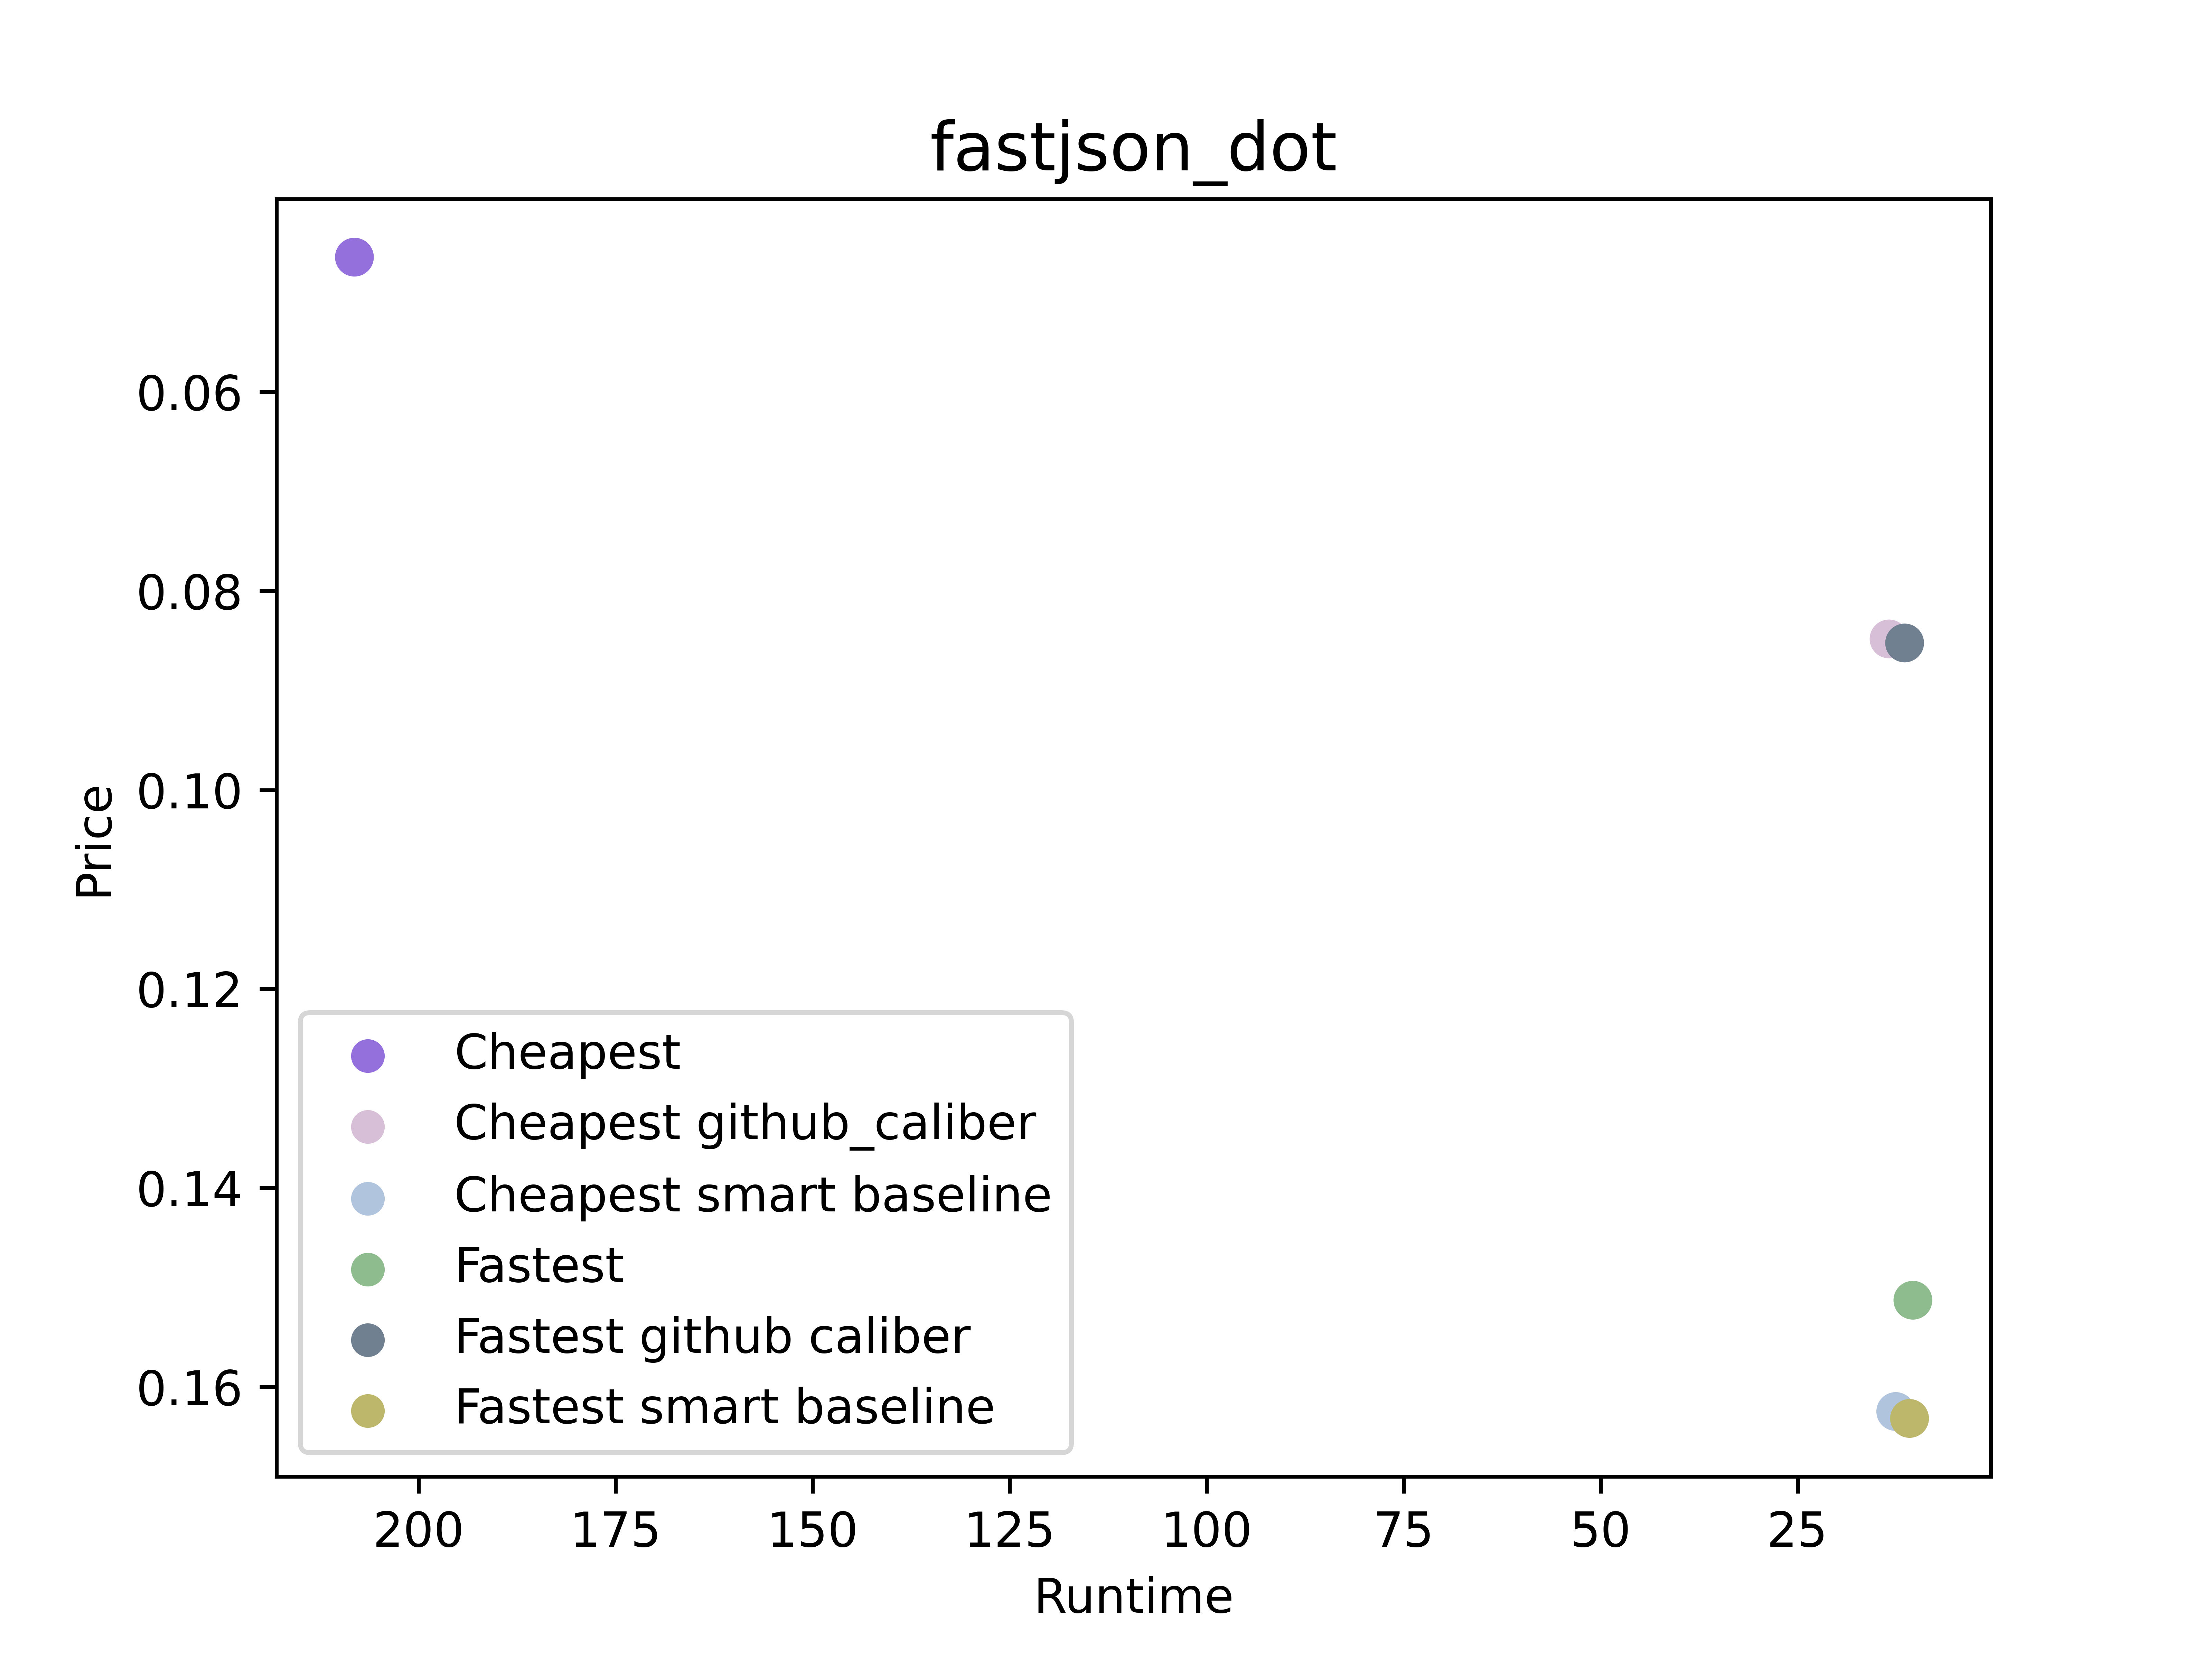 fastjson_dot
Price
0.06
0.08
0.10
0.12
0.14
0.16
Cheapest
Cheapest github_caliber
Cheapest smart baseline
Fastest
Fastest github caliber
Fastest smart baseline
200 175 150 125 100 75 50 25
Runtime